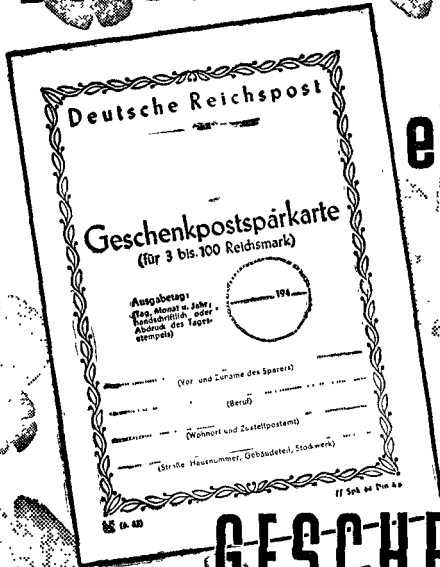 Deutsche Reichspost
e
Geschenkpostsparkarte
(für 3 bis 100 Reichsmark)
Ausgabetag:
(Tag, Monat u. Jahr;
handschriftlich oder
Abdruck des Tages-
stempels)
194
(Vor- und Zuname des Sparers)
(Beruf)
(Wohnort und Zustellpostamt)
(Straße Hausnummer, Gebäudeteil, Stockwerk)
GESCHE